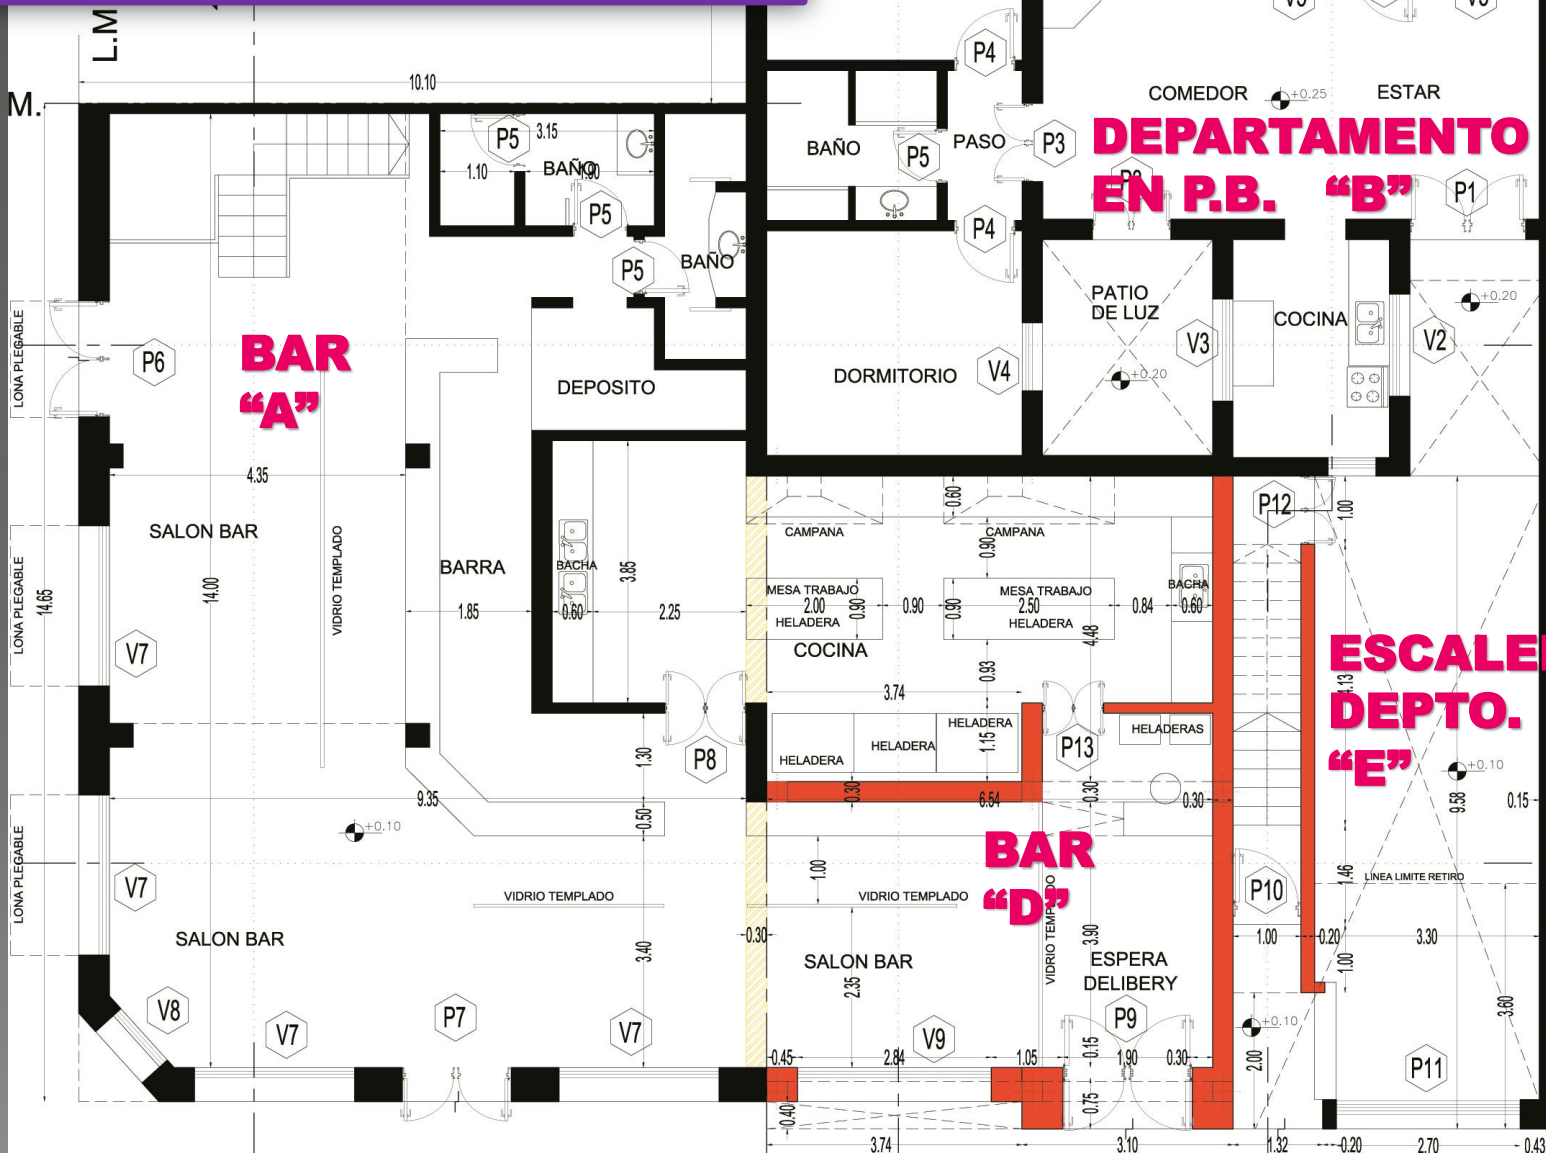 L.M
M.
10.10
P4
COMEDOR
+0.25
ESTAR
DEPARTAMENTO
EN P.B. “B”
P5
3.15
BAÑO
1.10
P5
BAÑO
P5
BAÑO
P5
PASO
P3
P4
P1
LONA PLEGABLE
P6
BAR
“A”
DEPOSITO
DORMITORIO
V4
PATIO
DE LUZ
+0.20
V3
COCINA
V2
+0.20
4.35
SALON BAR
14.00
VIDRIO TEMPLADO
BARRA
1.85
BACHA
0.60
3.85
2.25
LONA PLEGABLE
14.65
V7
0.60
CAMPANA
0.90
CAMPANA
MESA TRABAJO
2.00
0.90
HELADERA
0.90
0.90
MESA TRABAJO
2.50
HELADERA
0.84
BACHA
0.60
4.48
COCINA
0.93
3.74
P12
1.00
ESCALE
DEPTO.
“E”
4.13
HELADERA
HELADERA
HELADERA
1.15
P13
HELADERAS
P8
1.30
9.35
0.50
+0.10
0.30
6.54
0.30
0.30
+0.10
9.58
0.15
BAR
“D”
LONA PLEGABLE
V7
VIDRIO TEMPLADO
1.00
VIDRIO TEMPLADO
P10
1.46
LINEA LIMITE RETIRO
SALON BAR
3.40
0.30
SALON BAR
2.35
3.90
ESPERA
DELIBERY
1.00
0.20
3.30
1.00
V8
V7
P7
V7
V9
P9
+0.10
3.60
0.45
2.84
1.05
0.15
1.90
0.30
2.00
P11
0.40
0.75
3.74
3.10
1.32
0.20
2.70
0.43